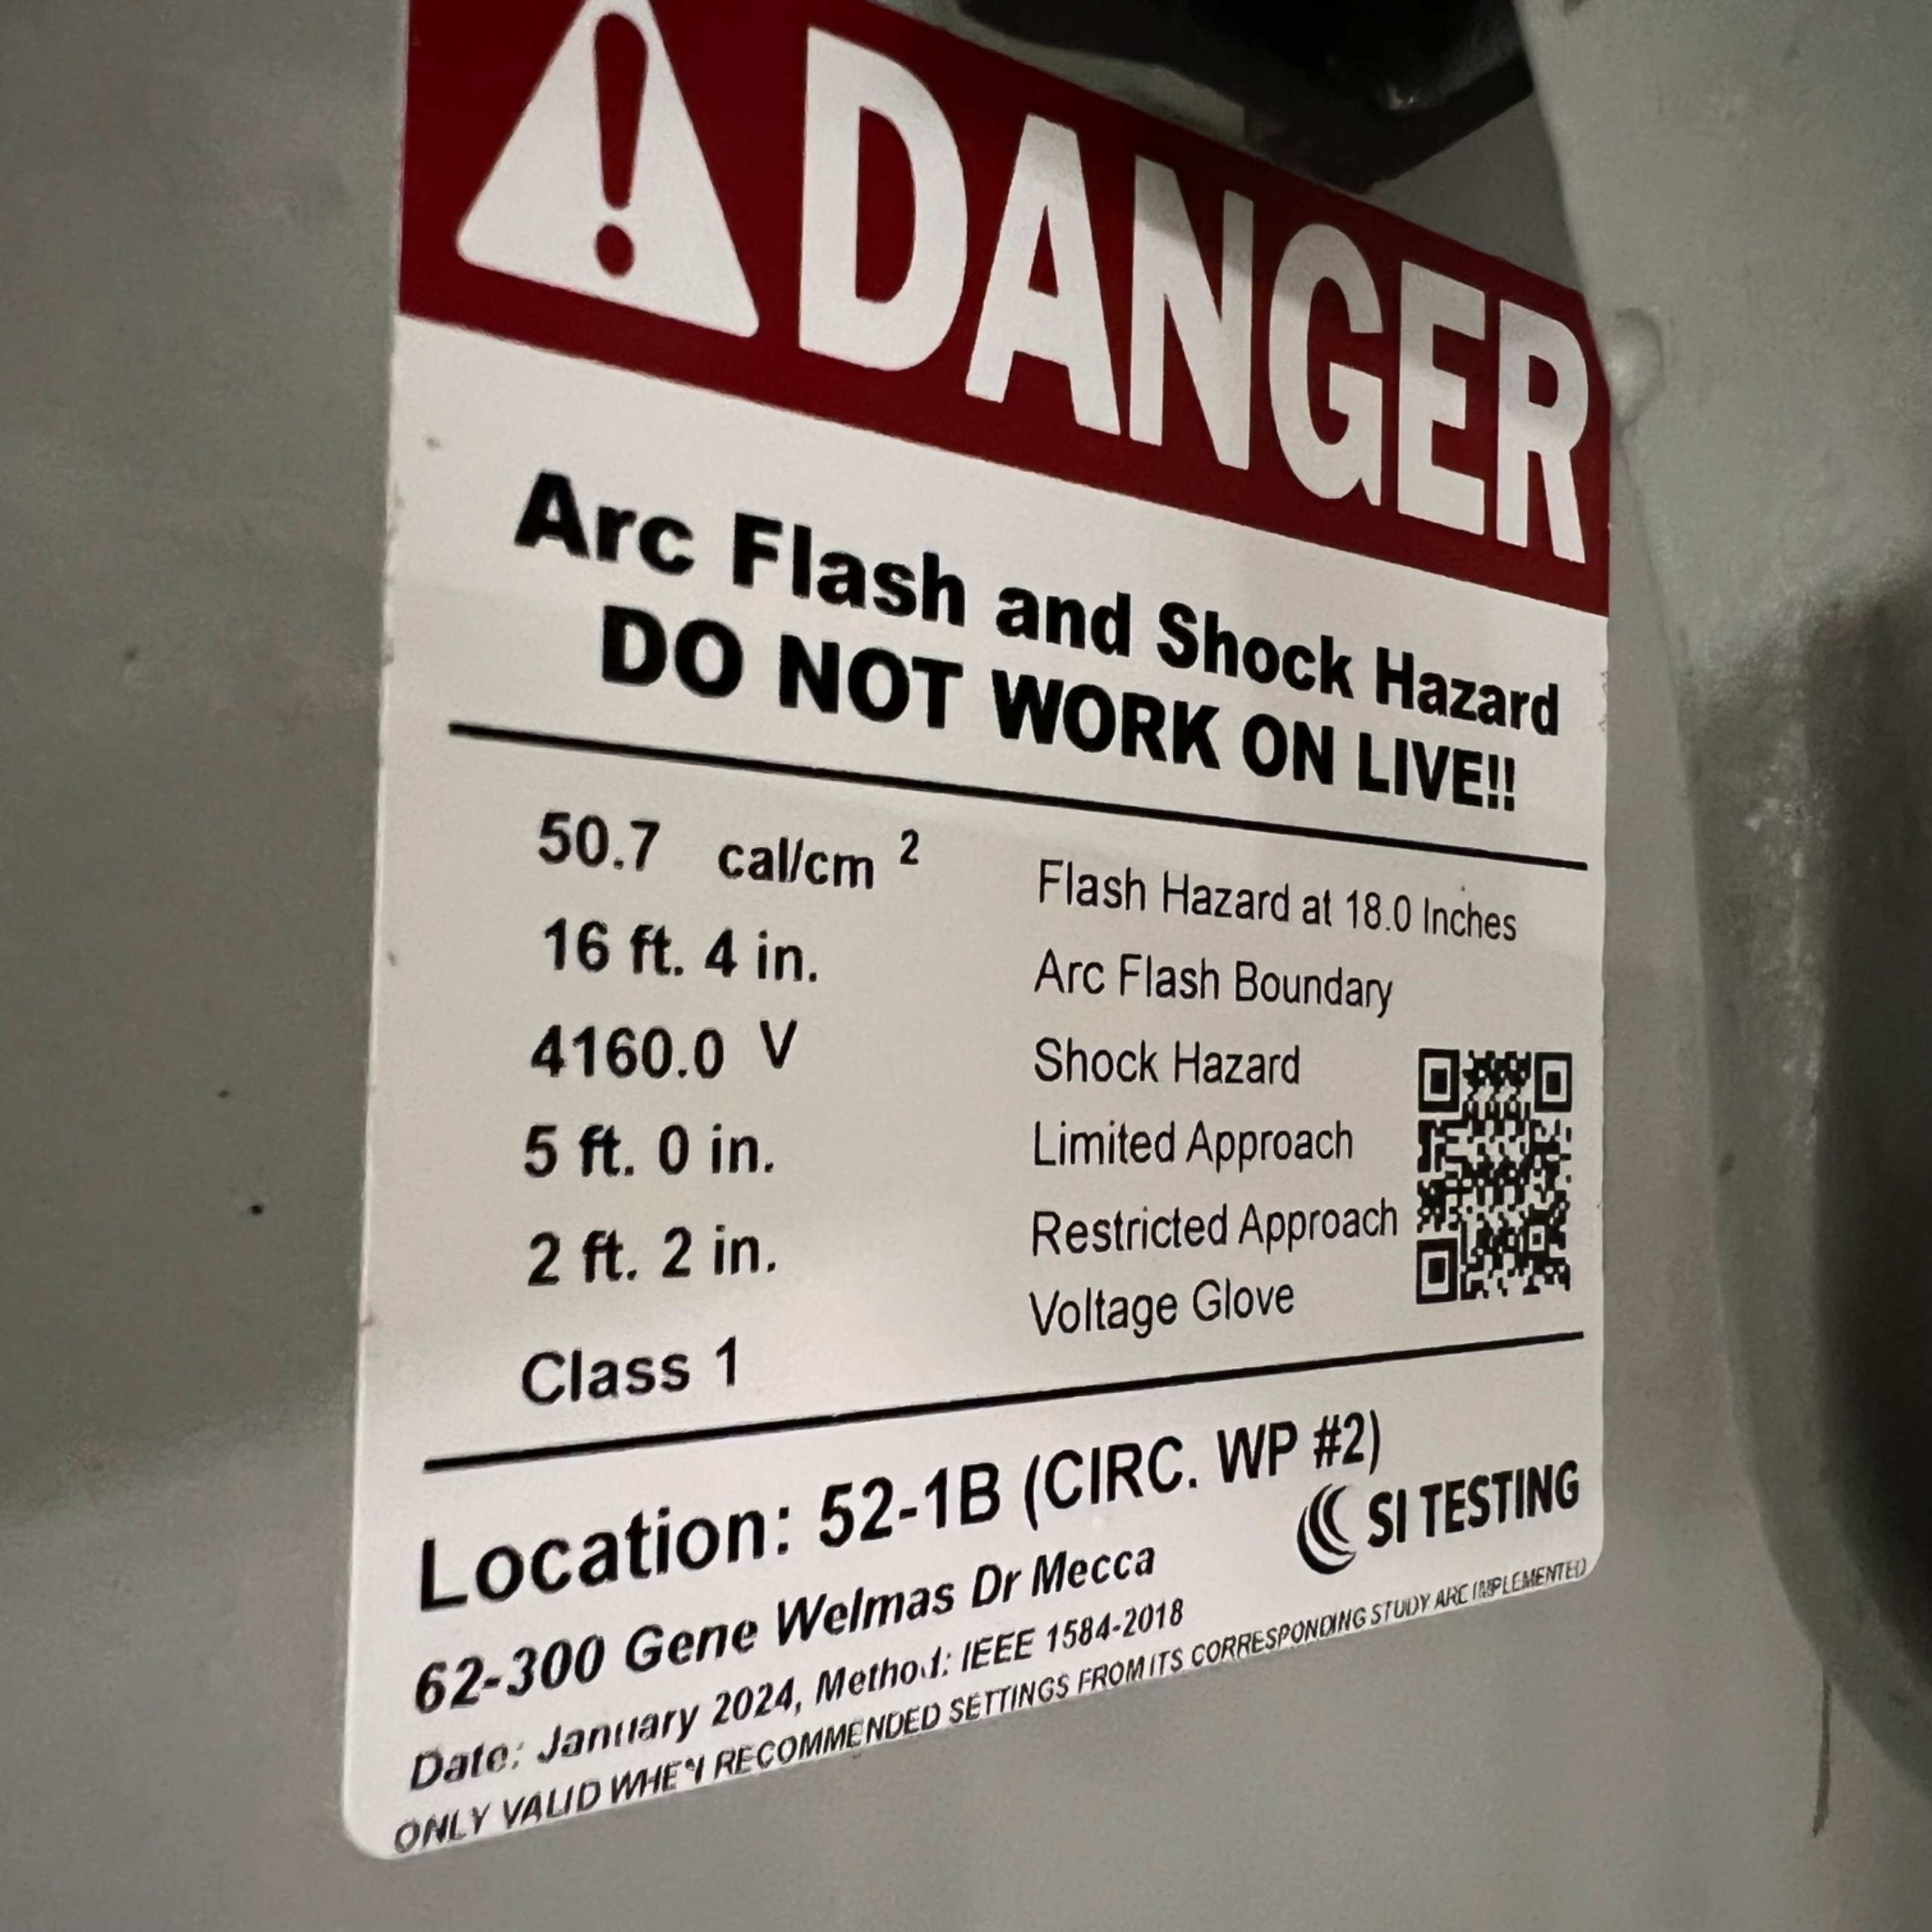 DANGER
Arc Flash and Shock Hazard
DO NOT WORK ON LIVE!!
50.7 cal/cm 2 Flash Hazard at 18.0 Inches
16 ft. 4 in. Arc Flash Boundary
4160.0 V Shock Hazard
5 ft. 0 in. Limited Approach
2 ft. 2 in. Restricted Approach
Class 1 Voltage Glove
Location: 52-1B (CIRC. WP #2)
SI TESTING
62-300 Gene Welmas Dr Mecca
Date: January 2024, Method: IEEE 1584-2018
ONLY VALID WHEN RECOMMENDED SETTINGS FROM ITS CORRESPONDING STUDY ARE IMPLEMENTED